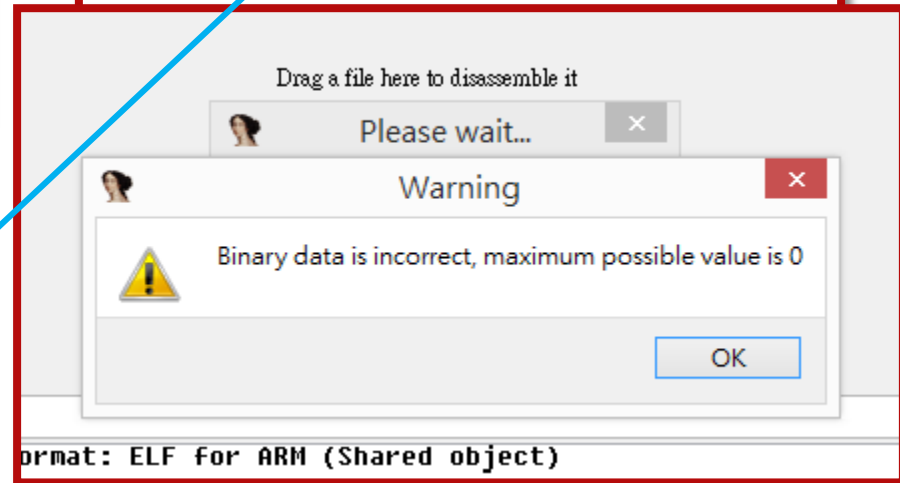 Drag a file here to disassemble it
Please wait...
Warning
Binary data is incorrect, maximum possible value is 0
OK
ormat: ELF for ARM (Shared object)